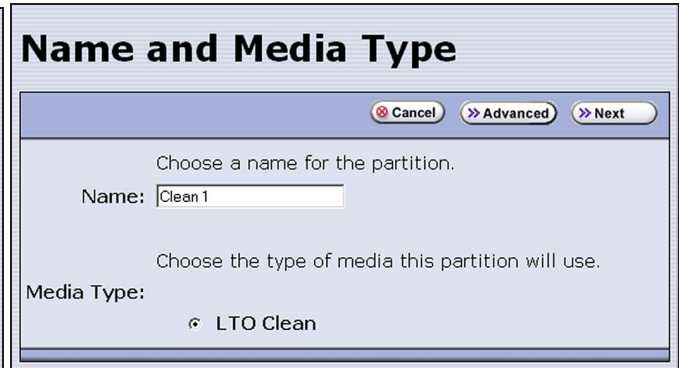 Name and Media Type
Cancel Advanced Next
Choose a name for the partition.
Name: Clean 1
Choose the type of media this partition will use.
Media Type:
LTO Clean